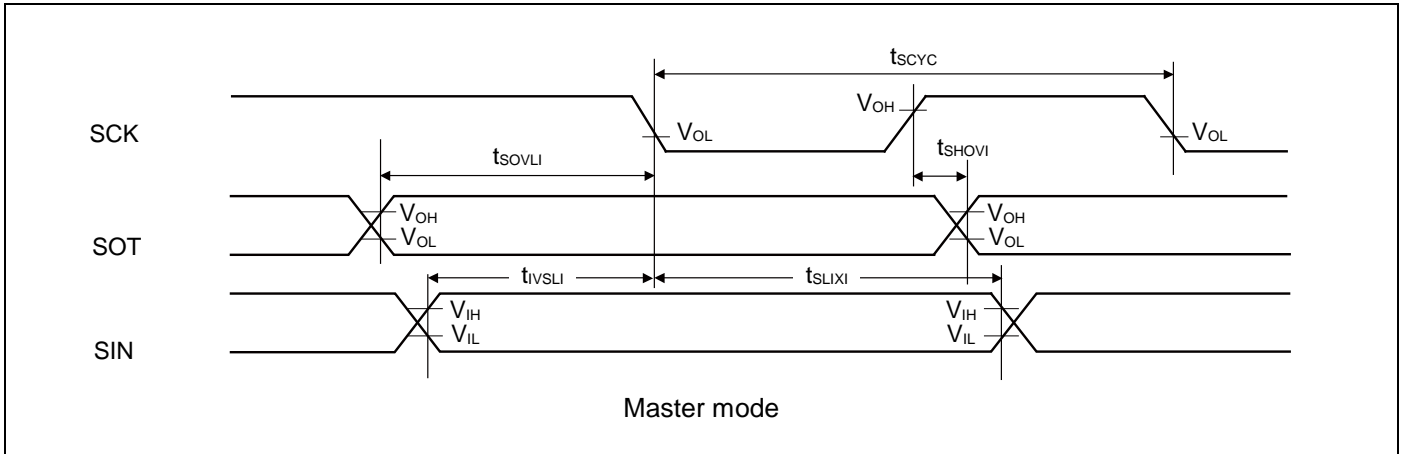 tSCYC
SCK
VOH
VOL
VOL
tSOVLI
tSHOVI
SOT
VOH
VOL
VOH
VOL
tIVSLI
tSLIXI
SIN
VIH
VIL
VIH
VIL
Master mode